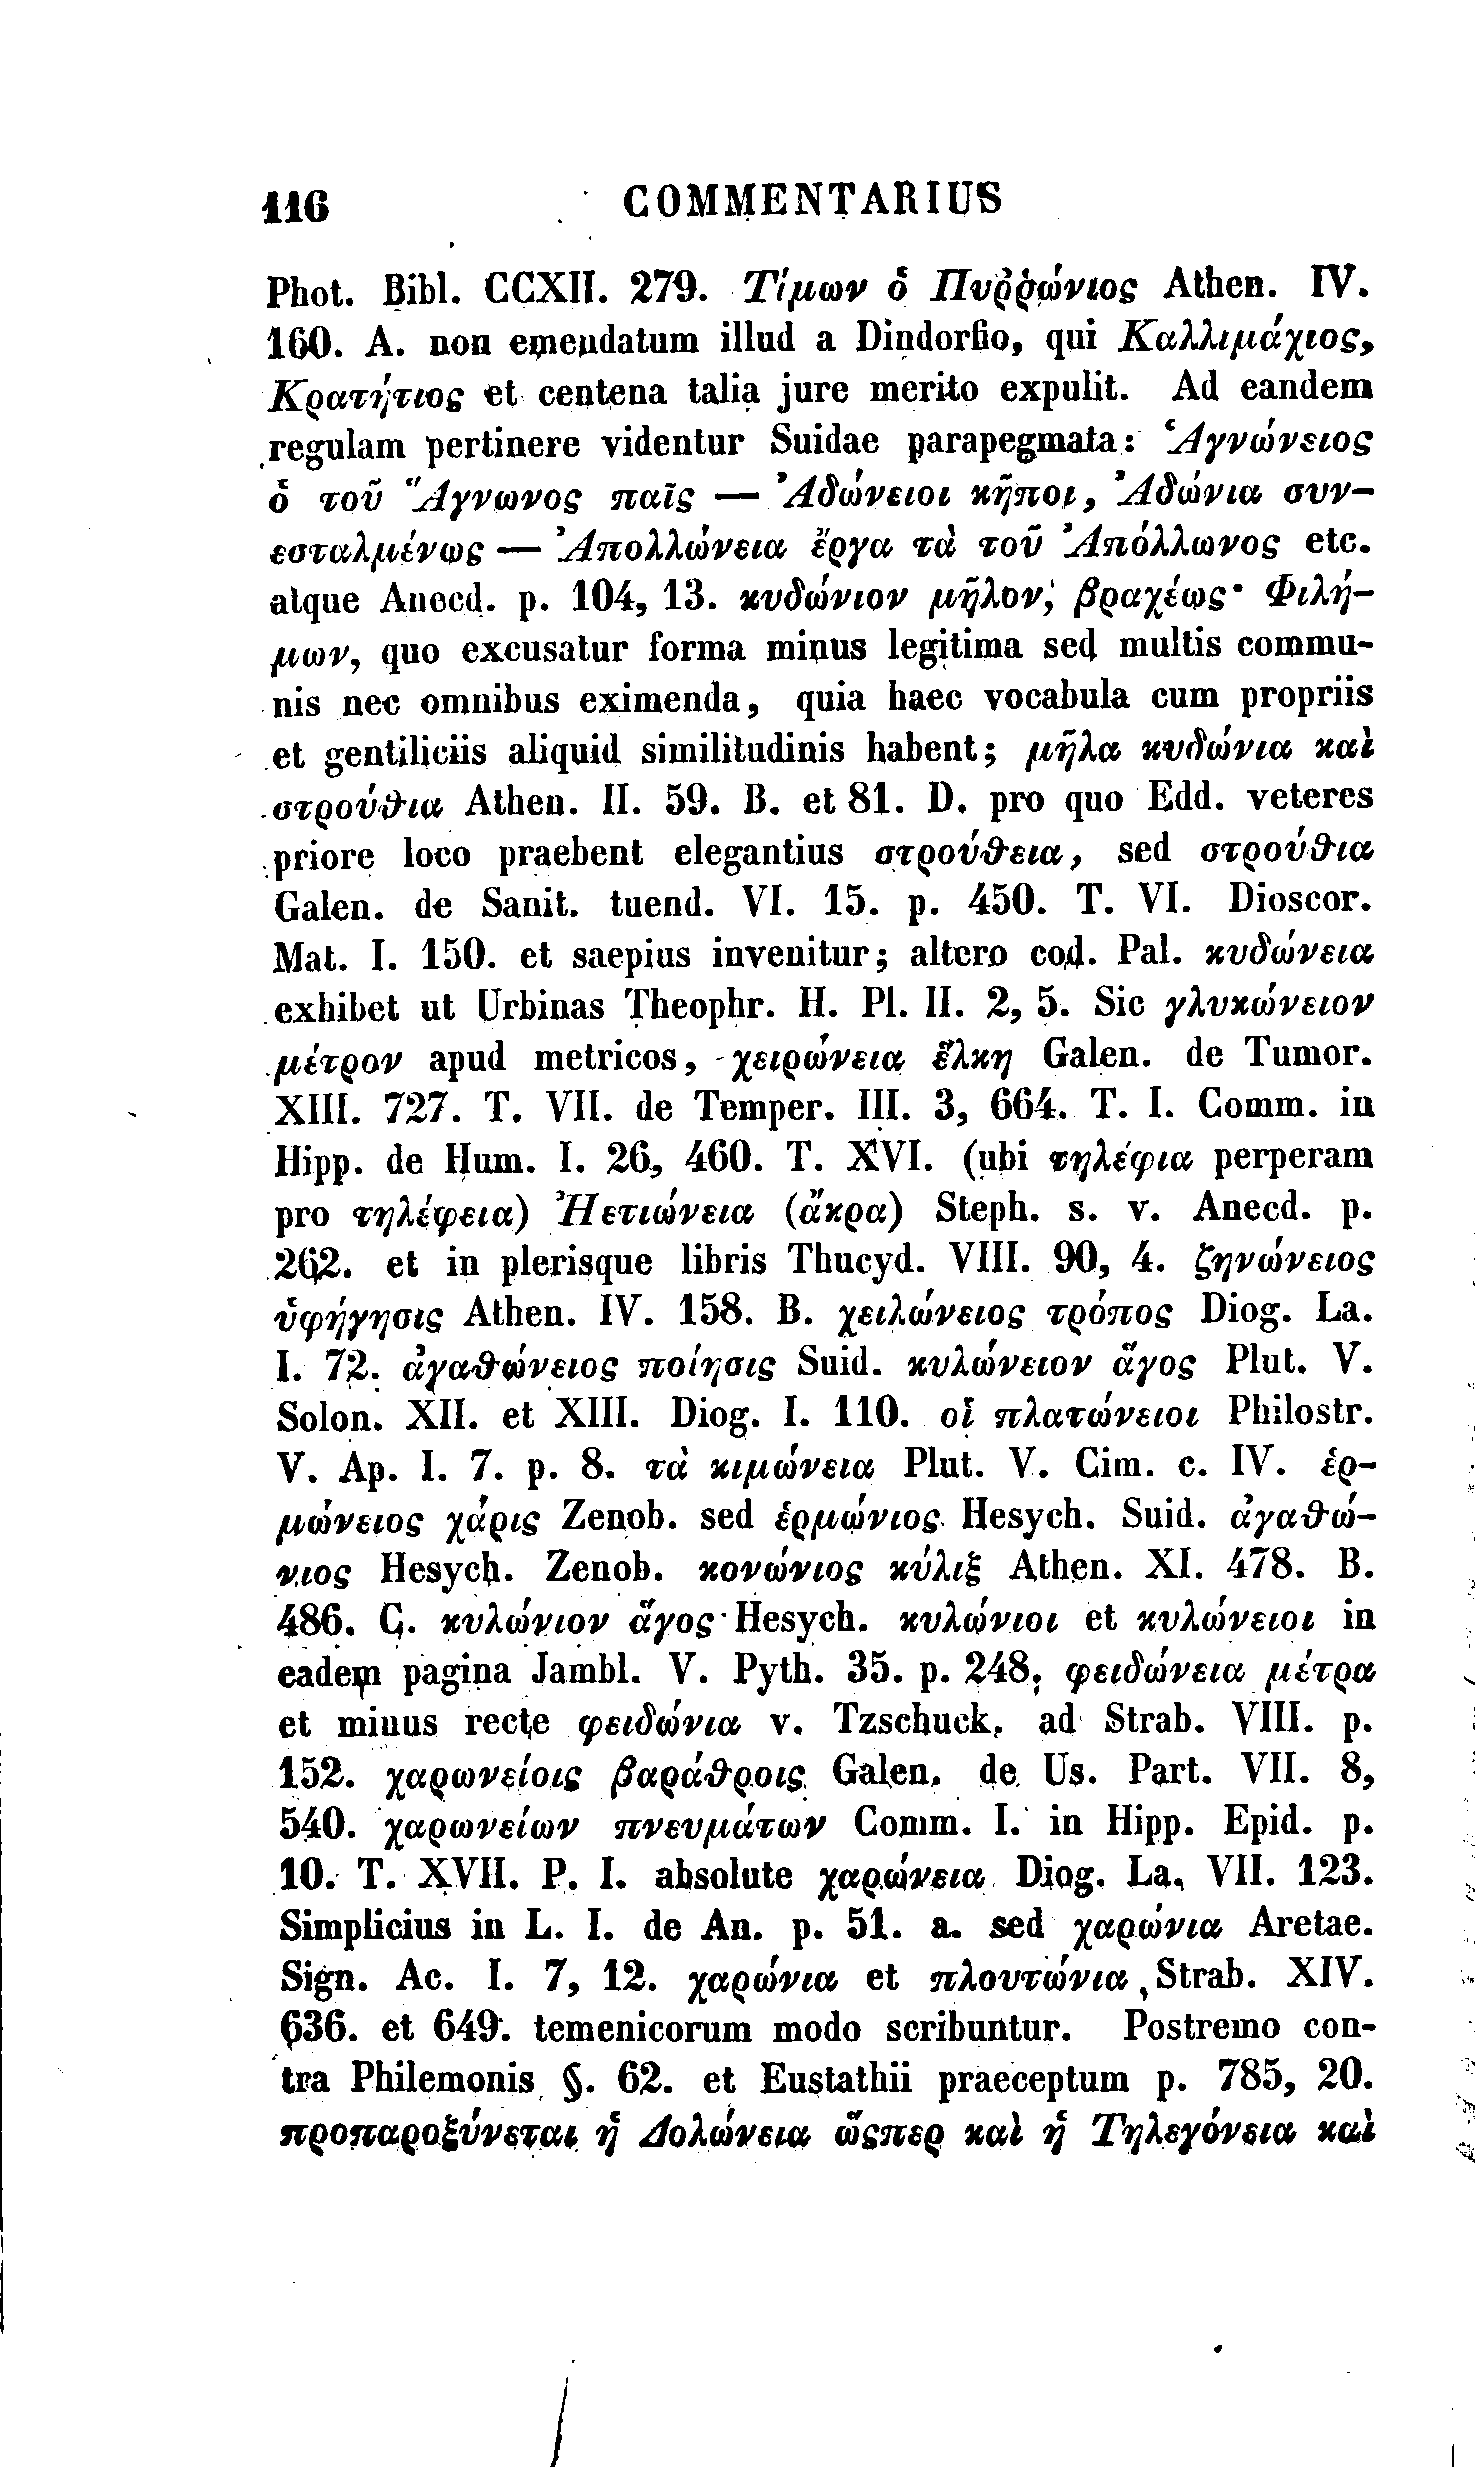 116 COMMENTARIUS
Phot. Bibl. CCXII. 279. Τίμων ὁ Πυῤῥώνιος Athen. IV.
160. A. non emendatum illud a Dindorfio, qui Καλλιμάχιος,
Κρατήτιος et centena talia jure merito expulit. Ad eandem
regulam pertinere videntur Suidae parapegmata: Ἁγνώνειος
ὁ τοῦ Ἅγνωνος παῖς — Ἀδώνειοι κῆποι, Ἀδώνια συν-
εσταλμένως — Ἀπολλώνεια ἔργα τὰ τοῦ Ἀπόλλωνος etc.
atque Anecd. p. 104, 13. κυδώνιον μῆλον, βραχέως· Φιλή-
μων, quo excusatur forma minus legitima sed multis commu-
nis nec omnibus eximenda, quia haec vocabula cum propriis
et gentiliciis aliquid similitudinis habent; μῆλα κυδώνια καὶ
στρούθια Athen. II. 59. B. et 81. D. pro quo Edd. veteres
priore loco praebent elegantius στρούθεια, sed στρούθια
Galen. de Sanit. tuend. VI. 15. p. 450. T. VI. Dioscor.
Mat. I. 150. et saepius invenitur; altero cod. Pal. κυδώνεια
exhibet ut Urbinas Theophr. H. Pl. II. 2, 5. Sic γλυκώνειον
μέτρον apud metricos, χειρώνεια ἕλκη Galen. de Tumor.
XIII. 727. T. VII. de Temper. III. 3, 664. T. I. Comm. in
Hipp. de Hum. I. 26, 460. T. XVI. (ubi τηλέφια perperam
pro τηλέφεια) Ἠετιώνεια (ἄκρα) Steph. s. v. Anecd. p.
262. et in plerisque libris Thucyd. VIII. 90, 4. ζηνώνειος
ὑφήγησις Athen. IV. 158. B. χειλώνειος τρόπος Diog. La.
I. 72. ἀγαθώνειος ποίησις Suid. κυλώνειον ἄγος Plut. V.
Solon. XII. et XIII. Diog. I. 110. οἱ πλατώνειοι Philostr.
V. Ap. I. 7. p. 8. τὰ κιμώνεια Plut. V. Cim. c. IV. ἑρ-
μώνειος χάρις Zenob. sed ἑρμώνιος Hesych. Suid. ἀγαθώ-
νιος Hesych. Zenob. κονώνιος κύλιξ Athen. XI. 478. B.
486. C. κυλώνιον ἄγος Hesych. κυλώνιοι et κυλώνειοι in
eadem pagina Jambl. V. Pyth. 35. p. 248. φειδώνεια μέτρα
et minus recte φειδώνια v. Tzschuck. ad Strab. VIII. p.
152. χαρωνείοις βαράθροις Galen. de Us. Part. VII. 8,
540. χαρωνείων πνευμάτων Comm. I. in Hipp. Epid. p.
10. T. XVII. P. I. absolute χαρώνεια Diog. La. VII. 123.
Simplicius in L. I. de An. p. 51. a. sed χαρώνια Aretae.
Sign. Ac. I. 7, 12. χαρώνια et πλουτώνια Strab. XIV.
636. et 649. temenicorum modo scribuntur. Postremo con-
tra Philemonis §. 62. et Eustathii praeceptum p. 785, 20.
προπαροξύνεται ἡ Δολώνεια ὥςπερ καὶ ἡ Τηλεγόνεια καὶ